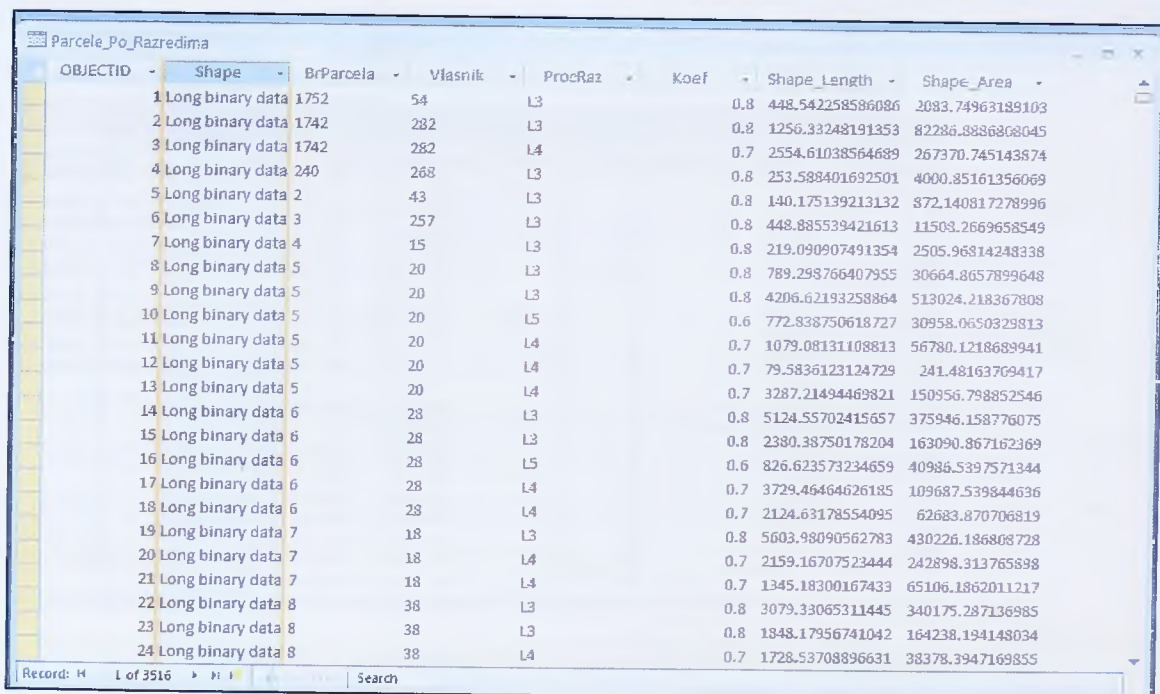 Parcele_Po_Razredima
OBJECTID Shape BrParcela Vlasnik ProcRaz Koef Shape_Length Shape_Area
1 Long binary data 1752 54 L3 0.8 448.542258586086 2083.74963189103
2 Long binary data 1742 282 L3 0.8 1256.33248191353 82286.8836808045
3 Long binary data 1742 282 L4 0.7 2554.61038564689 267370.745143874
4 Long binary data 240 268 L3 0.8 253.588401692501 4000.85161356069
5 Long binary data 2 43 L3 0.8 140.175139213132 872.140817278996
6 Long binary data 3 257 L3 0.8 448.885539421613 11508.2669658549
7 Long binary data 4 15 L3 0.8 219.090907491354 2505.96814248338
8 Long binary data 5 20 L3 0.8 789.298766407955 30664.8657899648
9 Long binary data 5 20 L3 0.8 4206.62193258864 513024.218367808
10 Long binary data 5 20 L5 0.6 772.838750618727 30958.0650329813
11 Long binary data 5 20 L4 0.7 1079.08131108813 56780.1218689941
12 Long binary data 5 20 L4 0.7 79.5836123124729 241.48163709417
13 Long binary data 5 20 L4 0.7 3287.21494469821 150956.798852546
14 Long binary data 6 28 L3 0.8 5124.55702415657 375946.158776075
15 Long binary data 6 28 L3 0.8 2380.38750178204 163090.867162369
16 Long binary data 6 28 L5 0.6 826.623573234659 40986.5397571344
17 Long binary data 6 28 L4 0.7 3729.46464626185 109687.539844636
18 Long binary data 6 28 L4 0.7 2124.63178554095 62683.870706819
19 Long binary data 7 18 L3 0.8 5603.98090562783 430226.186808728
20 Long binary data 7 18 L4 0.7 2159.16707523444 242898.313765898
21 Long binary data 7 18 L4 0.7 1345.18300167433 65106.1862011217
22 Long binary data 8 38 L3 0.8 3079.33065311445 340175.287136985
23 Long binary data 8 38 L3 0.8 1848.17956741042 164238.194148034
24 Long binary data 8 38 L4 0.7 1728.53708896631 38378.3947169855
Record: 1 of 3516 Search